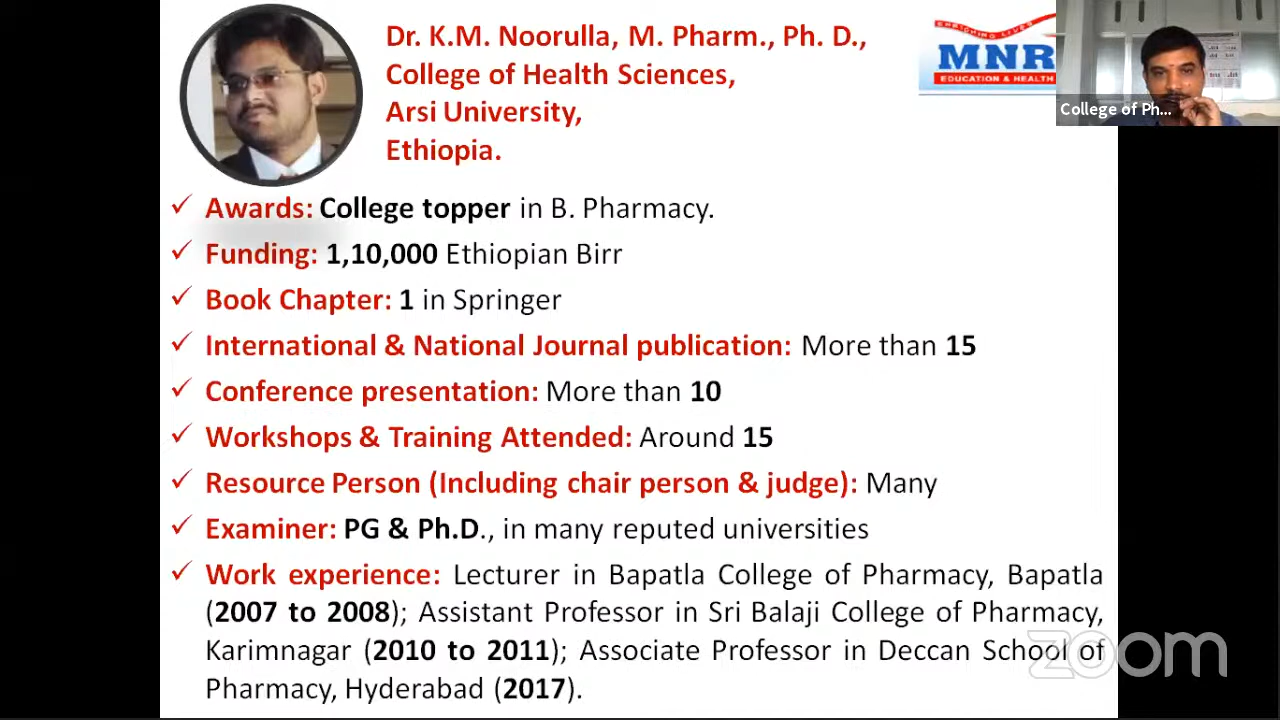 Dr. K.M. Noorulla, M. Pharm., Ph. D.,
College of Health Sciences,
Arsi University,
Ethiopia.
ENRICHING LIVES
MNR
EDUCATION & HEALTH
College of Ph...
✓ Awards: College topper in B. Pharmacy.
✓ Funding: 1,10,000 Ethiopian Birr
✓ Book Chapter: 1 in Springer
✓ International & National Journal publication: More than 15
✓ Conference presentation: More than 10
✓ Workshops & Training Attended: Around 15
✓ Resource Person (Including chair person & judge): Many
✓ Examiner: PG & Ph.D., in many reputed universities
✓ Work experience: Lecturer in Bapatla College of Pharmacy, Bapatla
(2007 to 2008); Assistant Professor in Sri Balaji College of Pharmacy,
Karimnagar (2010 to 2011); Associate Professor in Deccan School of
Pharmacy, Hyderabad (2017).
zoom